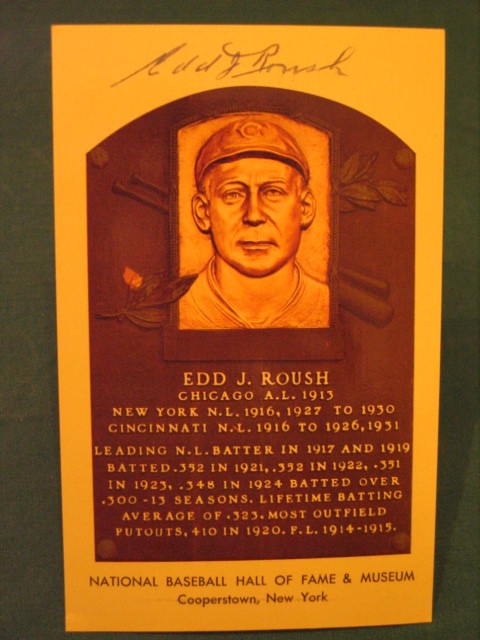 Edd J Roush
C
EDD J. ROUSH
CHICAGO A.L. 1913
NEW YORK N.L. 1916, 1927 TO 1930
CINCINNATI N.L. 1916 TO 1926, 1931
LEADING N.L. BATTER IN 1917 AND 1919
BATTED .352 IN 1921, .352 IN 1922, .351
IN 1923, .348 IN 1924 BATTED OVER
.300 -13 SEASONS. LIFETIME BATTING
AVERAGE OF .323. MOST OUTFIELD
PUTOUTS, 410 IN 1920. F.L. 1914-1915.
NATIONAL BASEBALL HALL OF FAME & MUSEUM
Cooperstown, New York